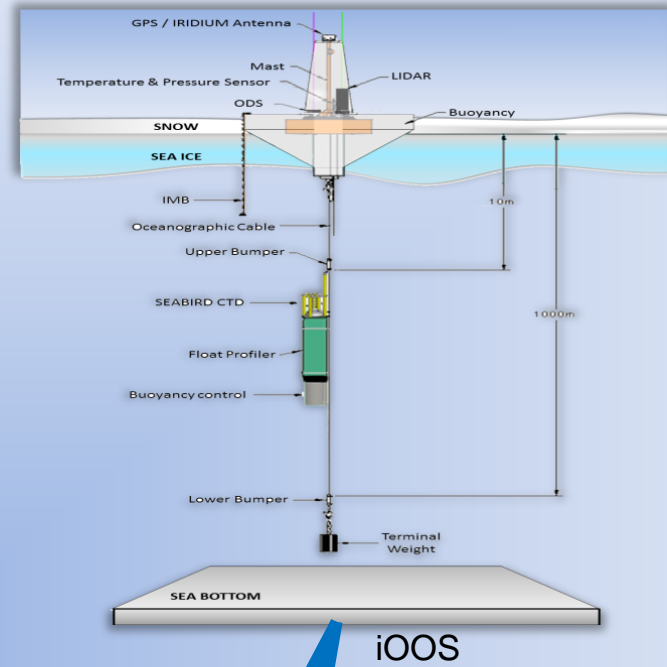 GPS / IRIDIUM Antenna
Mast
Temperature & Pressure Sensor
LIDAR
ODS
Buoyancy
SNOW
SEA ICE
IMB
10m
Oceanographic Cable
Upper Bumper
SEABIRD CTD
1000m
Float Profiler
Buoyancy control
Lower Bumper
Terminal
Weight
SEA BOTTOM
iOOS